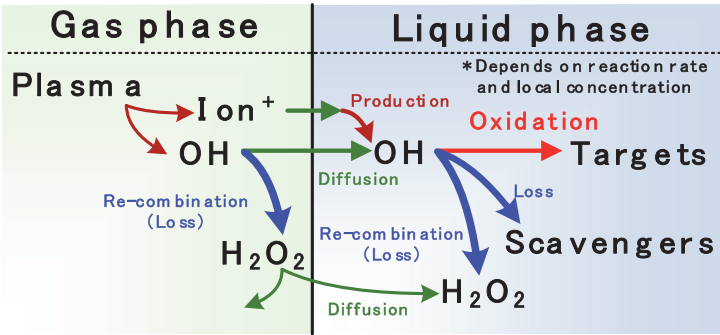 Gas phase
Liquid phase
*Depends on reaction rate
and local concentration
Plasma
Ion+
Production
Oxidation
OH
OH
Targets
Diffusion
Loss
Re-combination
(Loss)
Re-combination
(Loss)
Scavengers
H2O2
H2O2
Diffusion